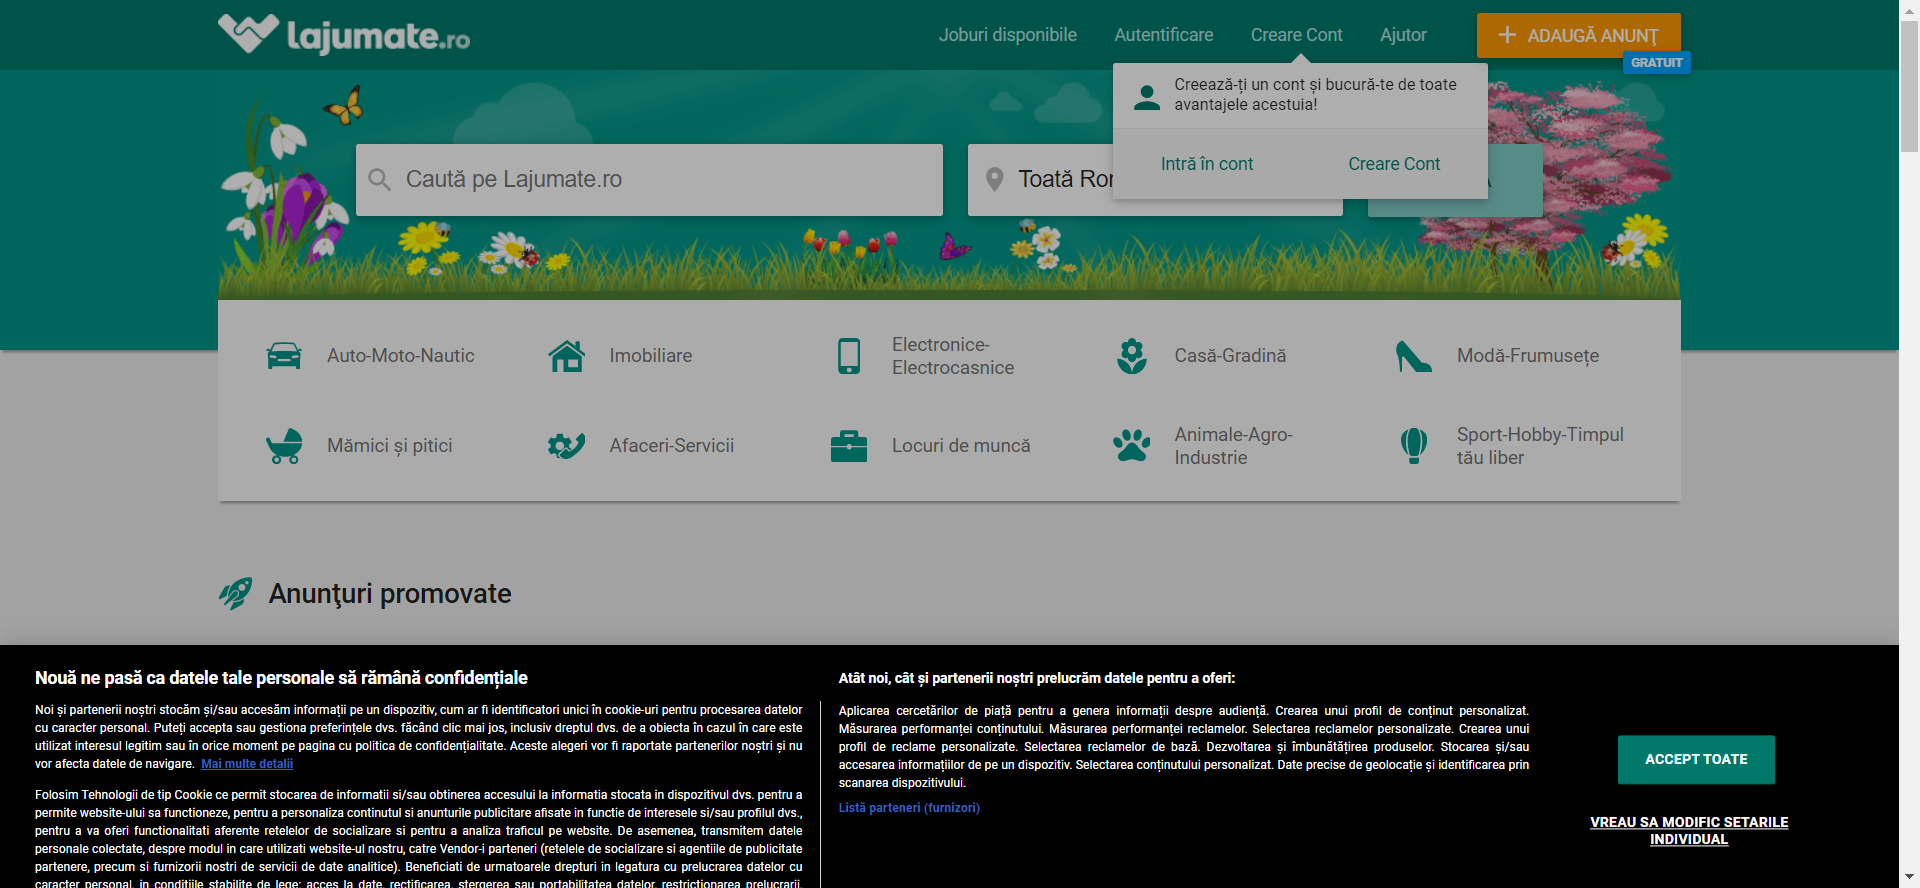 Lajumate.ro
Joburi disponibile
Autentificare
Creare Cont
Ajutor
+ ADAUGĂ ANUNŢ
GRATUIT
Creează-ți un cont și bucură-te de toate
avantajele acestuia!
Intră în cont
Creare Cont
Caută pe Lajumate.ro
Toată Ro
Auto-Moto-Nautic
Imobiliare
Electronice-
Electrocasnice
Casă-Gradină
Modă-Frumusețe
Mămici și pitici
Afaceri-Servicii
Locuri de muncă
Animale-Agro-
Industrie
Sport-Hobby-Timpul
tău liber
Anunţuri promovate
Nouă ne pasă ca datele tale personale să rămână confidențiale
Noi și partenerii noștri stocăm și/sau accesăm informații pe un dispozitiv, cum ar fi identificatori unici în cookie-uri pentru procesarea datelor
cu caracter personal. Puteți accepta sau gestiona preferințele dvs. făcând clic mai jos, inclusiv dreptul dvs. de a obiecta în cazul în care este
utilizat interesul legitim sau în orice moment pe pagina cu politica de confidențialitate. Aceste alegeri vor fi raportate partenerilor noștri și nu
vor afecta datele de navigare. Mai multe detalii
Folosim Tehnologii de tip Cookie ce permit stocarea de informatii si/sau obtinerea accesului la informatia stocata in dispozitivul dvs. pentru a
permite website-ului sa functioneze, pentru a personaliza continutul si anunturile publicitare afisate in functie de interesele si/sau profilul dvs.,
pentru a va oferi functionalitati aferente retelelor de socializare si pentru a analiza traficul pe website. De asemenea, transmitem datele
personale colectate, despre modul in care utilizati website-ul nostru, catre Vendor-i parteneri (retelele de socializare si agentiile de publicitate
partenere, precum si furnizorii nostri de servicii de date analitice). Beneficiati de urmatoarele drepturi in legatura cu prelucrarea datelor cu
caracter personal, in conditiile stabilite de lege: acces la date, rectificarea, stergerea sau portabilitatea datelor, restrictionarea prelucrarii,
Atât noi, cât și partenerii noștri prelucrăm datele pentru a oferi:
Aplicarea cercetărilor de piață pentru a genera informații despre audiență. Crearea unui profil de conținut personalizat.
Măsurarea performanței conținutului. Măsurarea performanței reclamelor. Selectarea reclamelor personalizate. Crearea unui
profil de reclame personalizate. Selectarea reclamelor de bază. Dezvoltarea și îmbunătățirea produselor. Stocarea și/sau
accesarea informațiilor de pe un dispozitiv. Selectarea conținutului personalizat. Date precise de geolocație și identificarea prin
scanarea dispozitivului.
Listă parteneri (furnizori)
ACCEPT TOATE
VREAU SA MODIFIC SETARILE
INDIVIDUAL